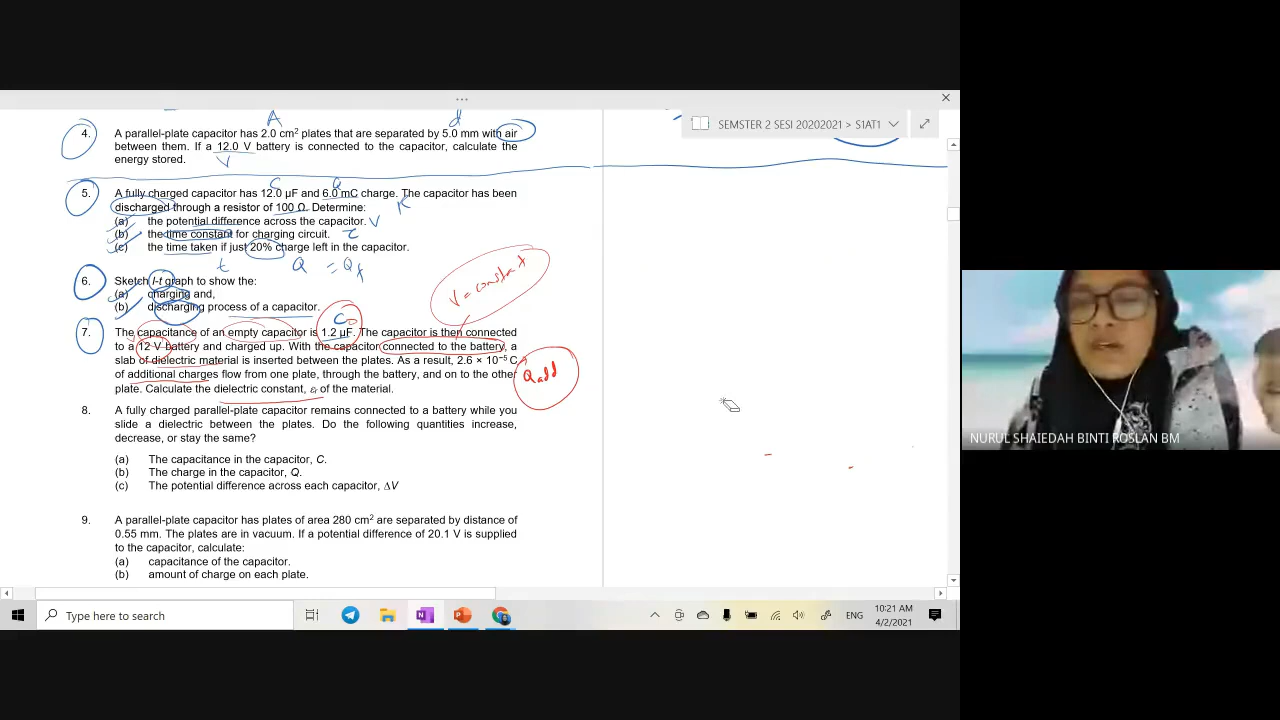 SEMSTER 2 SESI 20202021 > S1AT1
A d
4. A parallel-plate capacitor has 2.0 cm² plates that are separated by 5.0 mm with air
between them. If a 12.0 V battery is connected to the capacitor, calculate the
energy stored.
V
C Q
5. A fully charged capacitor has 12.0 µF and 6.0 mC charge. The capacitor has been
discharged through a resistor of 100 Ω. Determine:
R
(a) the potential difference across the capacitor. V
(b) the time constant for charging circuit. τ
(c) the time taken if just 20% charge left in the capacitor.
t Q = Qf
6. Sketch I-t graph to show the:
(a) charging and,
(b) discharging process of a capacitor.
V = constant
C₀
7. The capacitance of an empty capacitor is 1.2 µF. The capacitor is then connected
to a 12 V battery and charged up. With the capacitor connected to the battery, a
slab of dielectric material is inserted between the plates. As a result, 2.6 × 10⁻⁵ C
of additional charges flow from one plate, through the battery, and on to the other
plate. Calculate the dielectric constant, εr of the material.
Q add
8. A fully charged parallel-plate capacitor remains connected to a battery while you
slide a dielectric between the plates. Do the following quantities increase,
decrease, or stay the same?
(a) The capacitance in the capacitor, C.
(b) The charge in the capacitor, Q.
(c) The potential difference across each capacitor, ΔV
9. A parallel-plate capacitor has plates of area 280 cm² are separated by distance of
0.55 mm. The plates are in vacuum. If a potential difference of 20.1 V is supplied
to the capacitor, calculate:
(a) capacitance of the capacitor.
(b) amount of charge on each plate.
NURUL SHAIEDAH BINTI ROSLAN BM
Type here to search
ENG
10:21 AM
4/2/2021